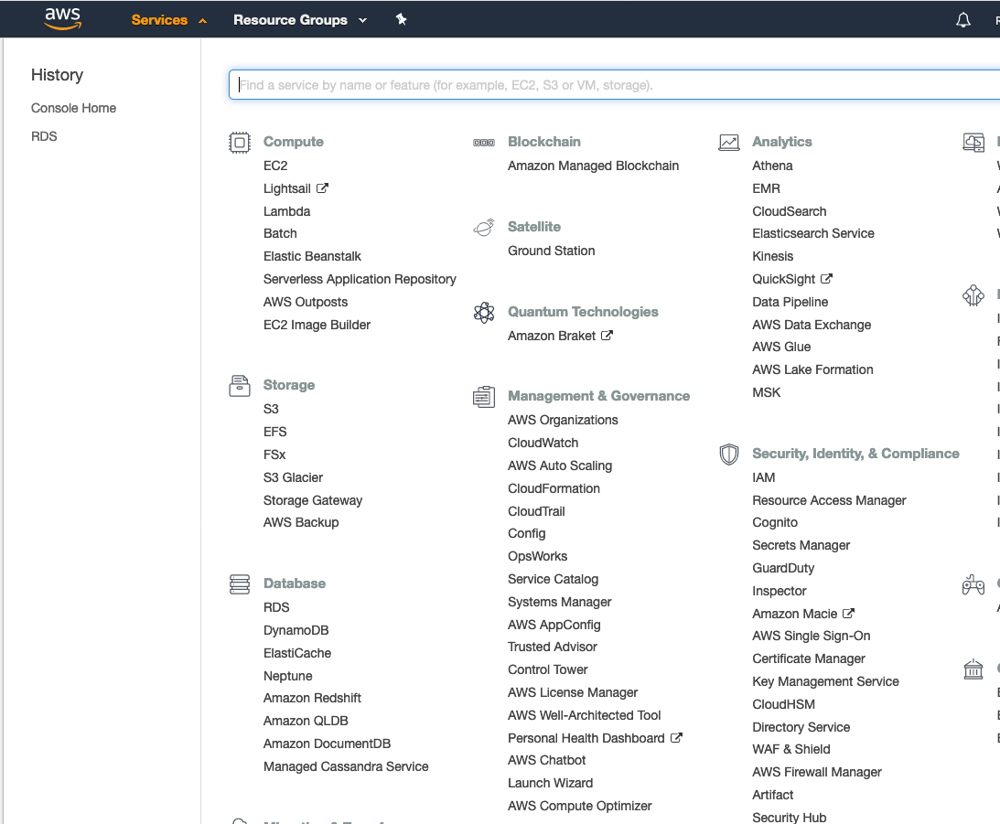 aws
Services
Resource Groups
History
Console Home
RDS
Find a service by name or feature (for example, EC2, S3 or VM, storage).
Compute
EC2
Lightsail
Lambda
Batch
Elastic Beanstalk
Serverless Application Repository
AWS Outposts
EC2 Image Builder
Storage
S3
EFS
FSx
S3 Glacier
Storage Gateway
AWS Backup
Database
RDS
DynamoDB
ElastiCache
Neptune
Amazon Redshift
Amazon QLDB
Amazon DocumentDB
Managed Cassandra Service
Blockchain
Amazon Managed Blockchain
Satellite
Ground Station
Quantum Technologies
Amazon Braket
Management & Governance
AWS Organizations
CloudWatch
AWS Auto Scaling
CloudFormation
CloudTrail
Config
OpsWorks
Service Catalog
Systems Manager
AWS AppConfig
Trusted Advisor
Control Tower
AWS License Manager
AWS Well-Architected Tool
Personal Health Dashboard
AWS Chatbot
Launch Wizard
AWS Compute Optimizer
Analytics
Athena
EMR
CloudSearch
Elasticsearch Service
Kinesis
QuickSight
Data Pipeline
AWS Data Exchange
AWS Glue
AWS Lake Formation
MSK
Security, Identity, & Compliance
IAM
Resource Access Manager
Cognito
Secrets Manager
GuardDuty
Inspector
Amazon Macie
AWS Single Sign-On
Certificate Manager
Key Management Service
CloudHSM
Directory Service
WAF & Shield
AWS Firewall Manager
Artifact
Security Hub